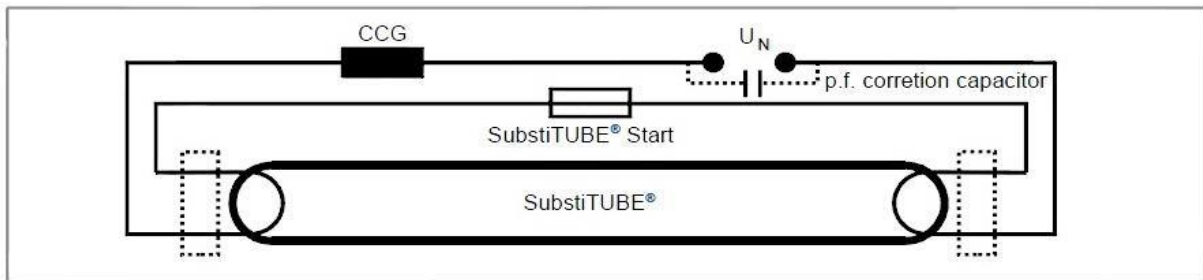 CCG
U N
p.f. corretion capacitor
SubstiTUBE® Start
SubstiTUBE®